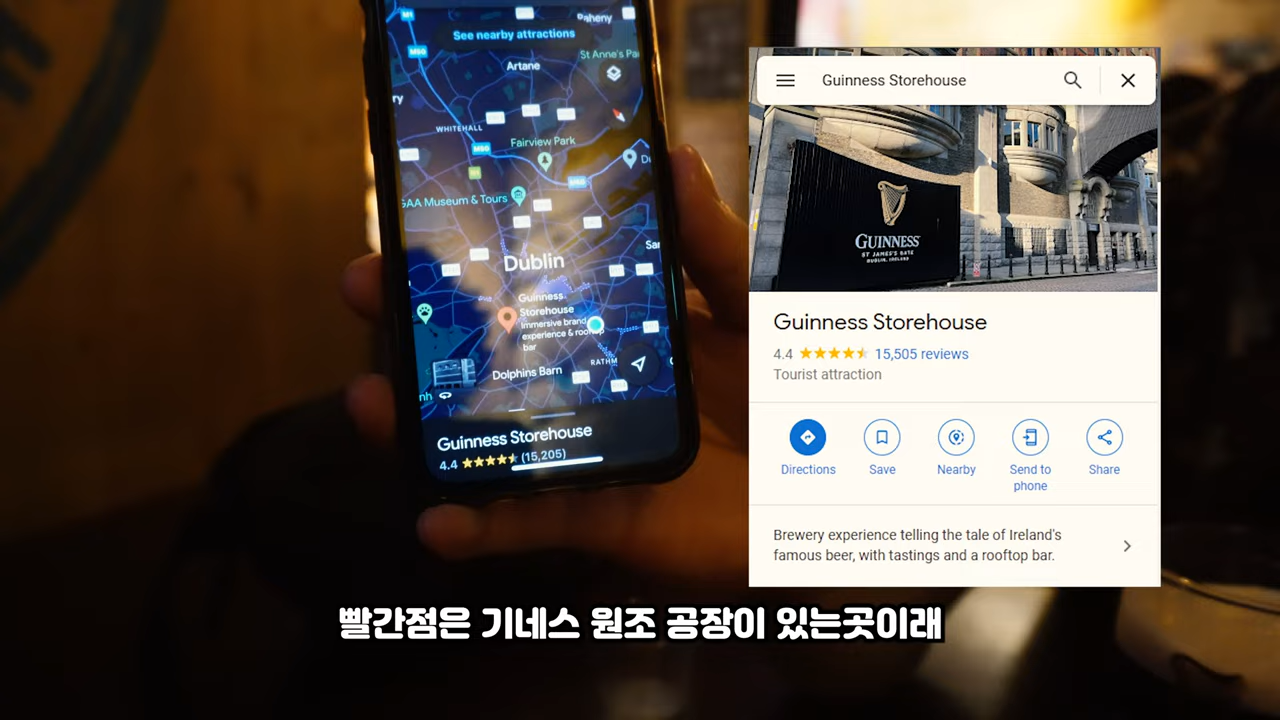 M1
M50
See nearby attractions
Raheny
Artane
St Anne's Pa
WHITEHALL
M50
Fairview Park
GAA Museum & Tours
Dublin
Guinness
Storehouse
Immersive brand
experience & rooftop
bar
RATHM
Dolphins Barn
Guinness Storehouse
4.4 (15,205)
Guinness Storehouse
GUINNESS
ST JAMES'S GATE
DUBLIN, IRELAND
Guinness Storehouse
4.4 15,505 reviews
Tourist attraction
Directions
Save
Nearby
Send to
phone
Share
Brewery experience telling the tale of Ireland's
famous beer, with tastings and a rooftop bar.
빨간점은 기네스 원조 공장이 있는곳이래